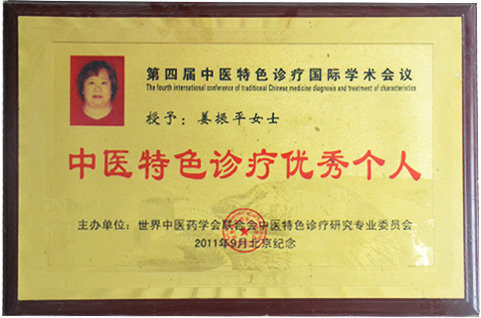 第四届中医特色诊疗国际学术会议
The fourth international conference of traditional Chinese medicine diagnosis and treatment of characteristics
授予：姜振平女士
中医特色诊疗优秀个人
主办单位：世界中医药学会联合会中医特色诊疗研究专业委员会
2011年9月北京纪念